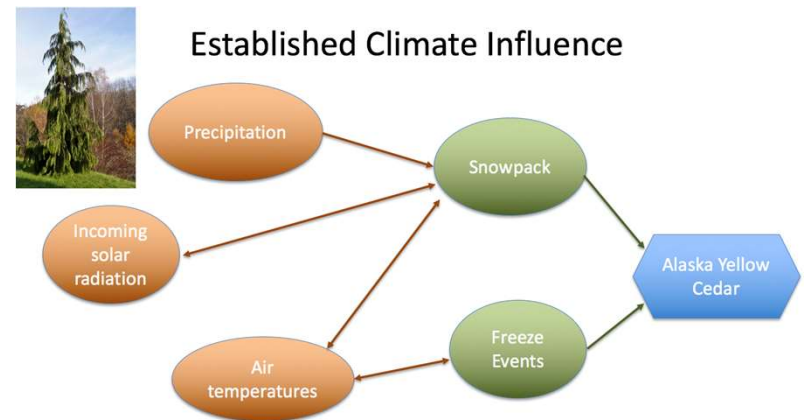 Established Climate Influence
Precipitation
Snowpack
Incoming
solar
radiation
Alaska Yellow
Cedar
Freeze
Events
Air
temperatures